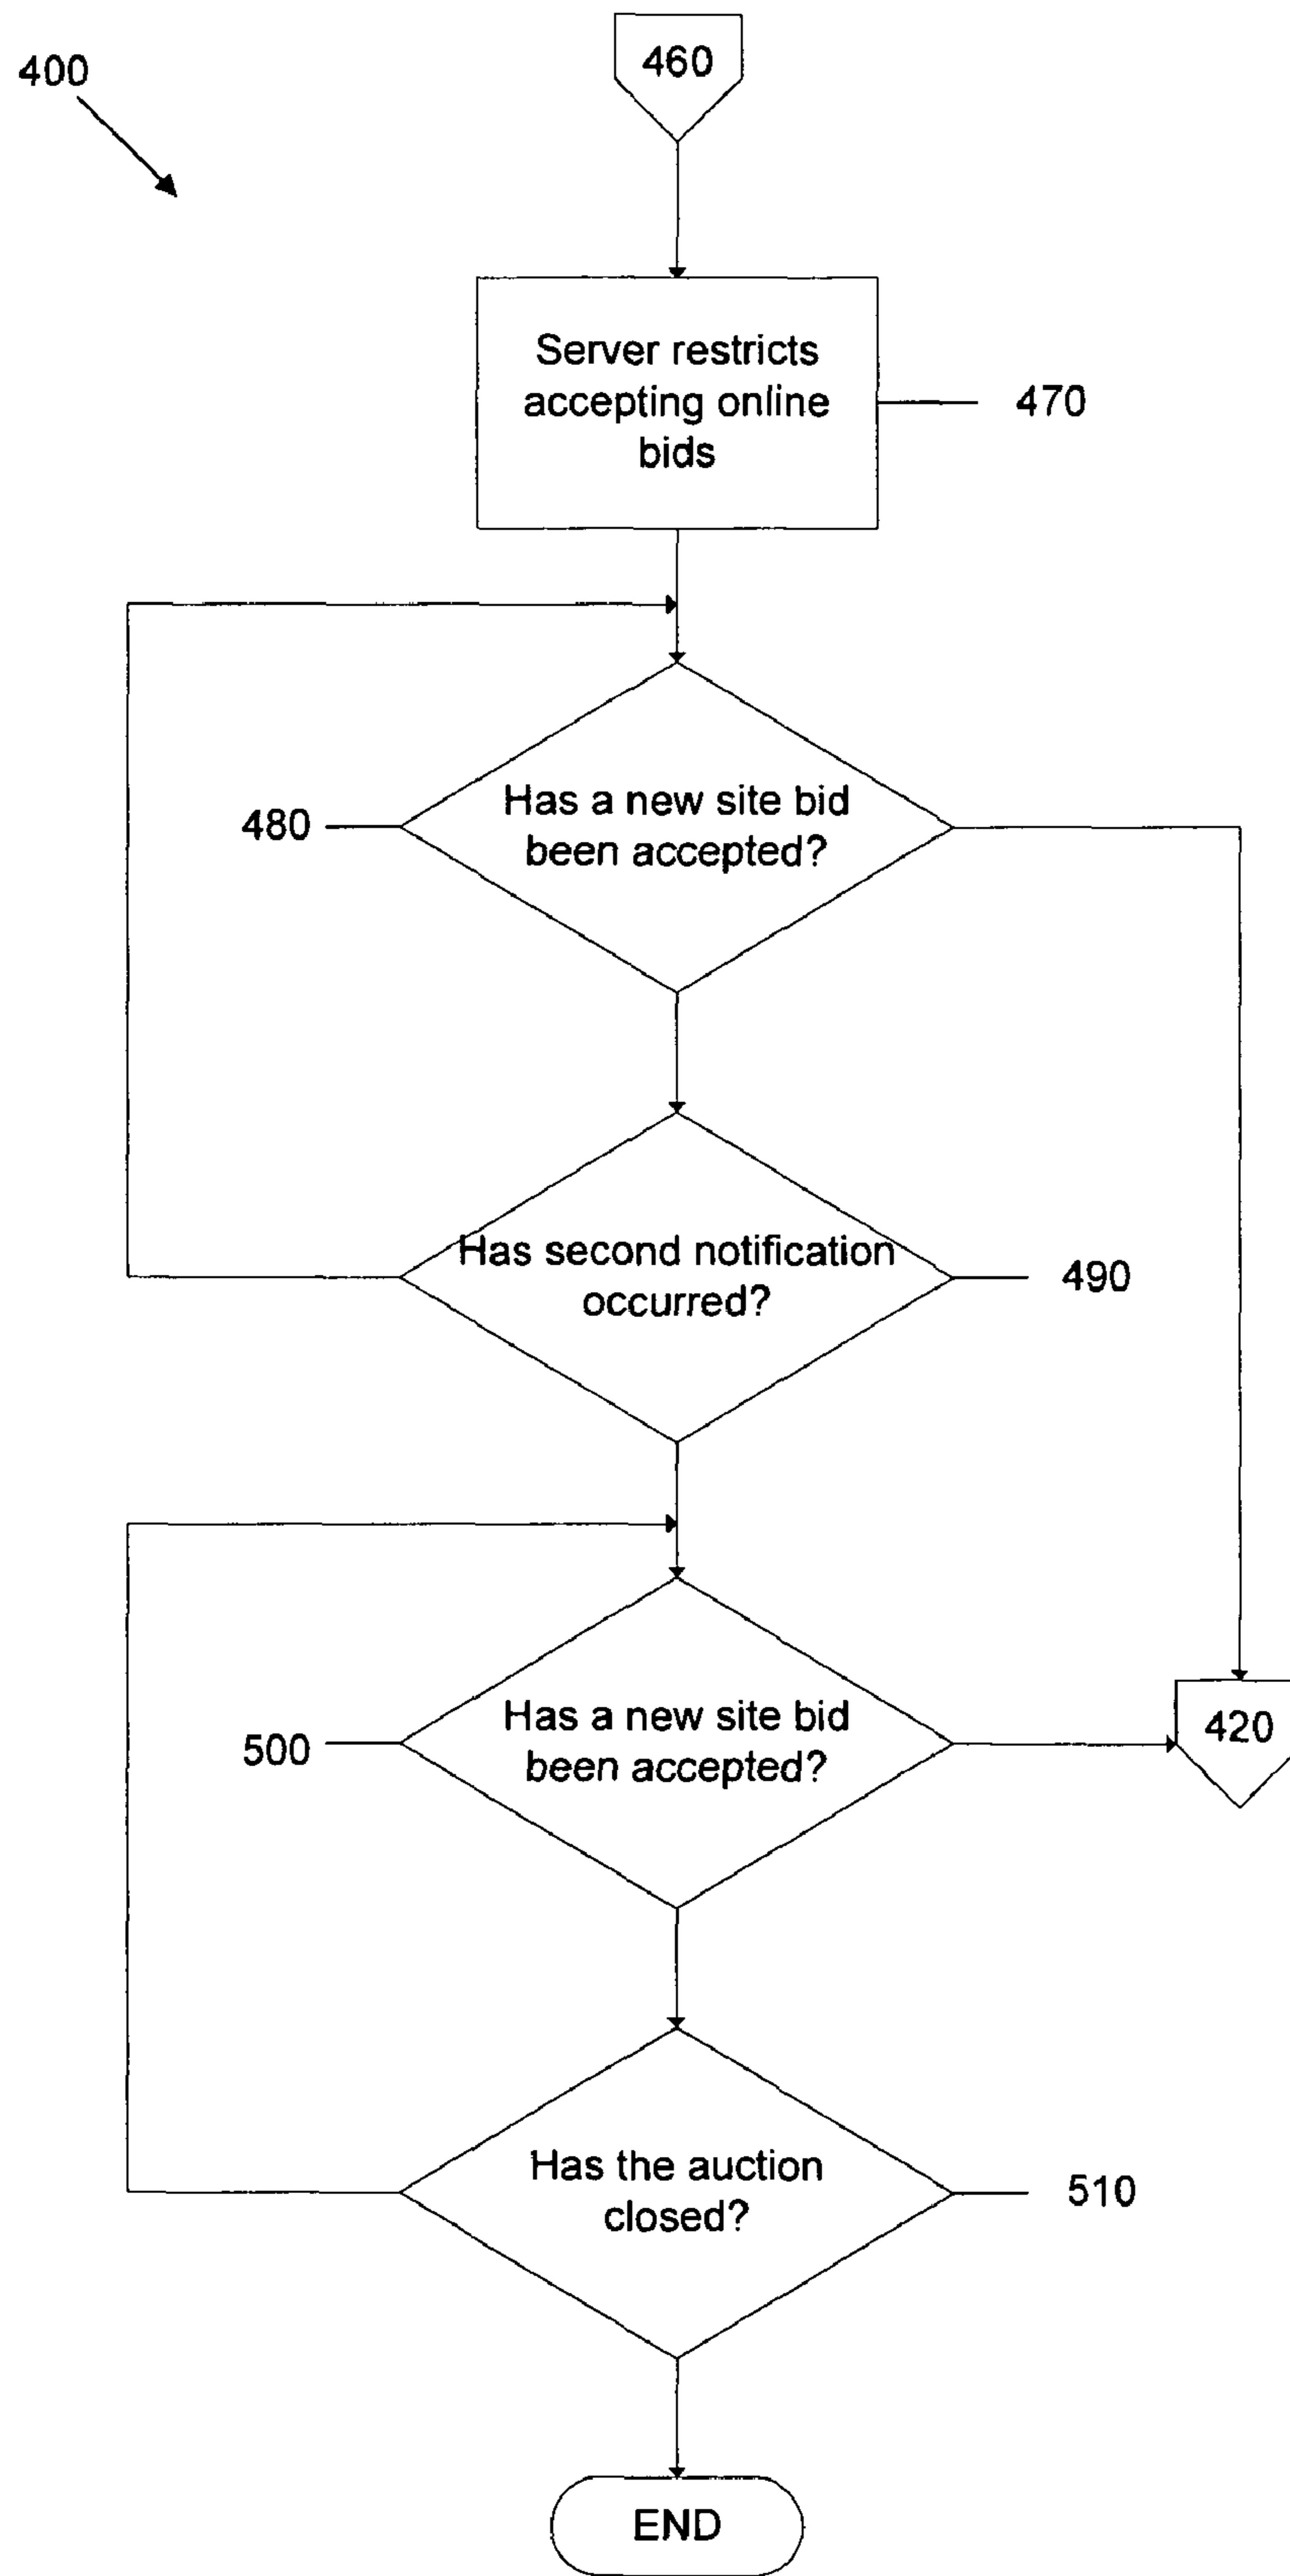 460
400
Server restricts
accepting online
bids
470
Has a new site bid
been accepted?
480
Has second notification
occurred?
490
Has a new site bid
been accepted?
500
420
Has the auction
closed?
510
END